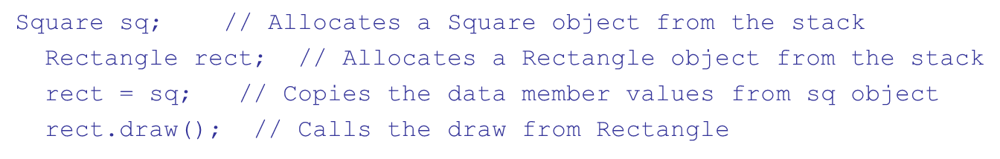 Square sq;    // Allocates a Square object from the stack
  Rectangle rect;  // Allocates a Rectangle object from the stack
  rect = sq;   // Copies the data member values from sq object
  rect.draw();  // Calls the draw from Rectangle